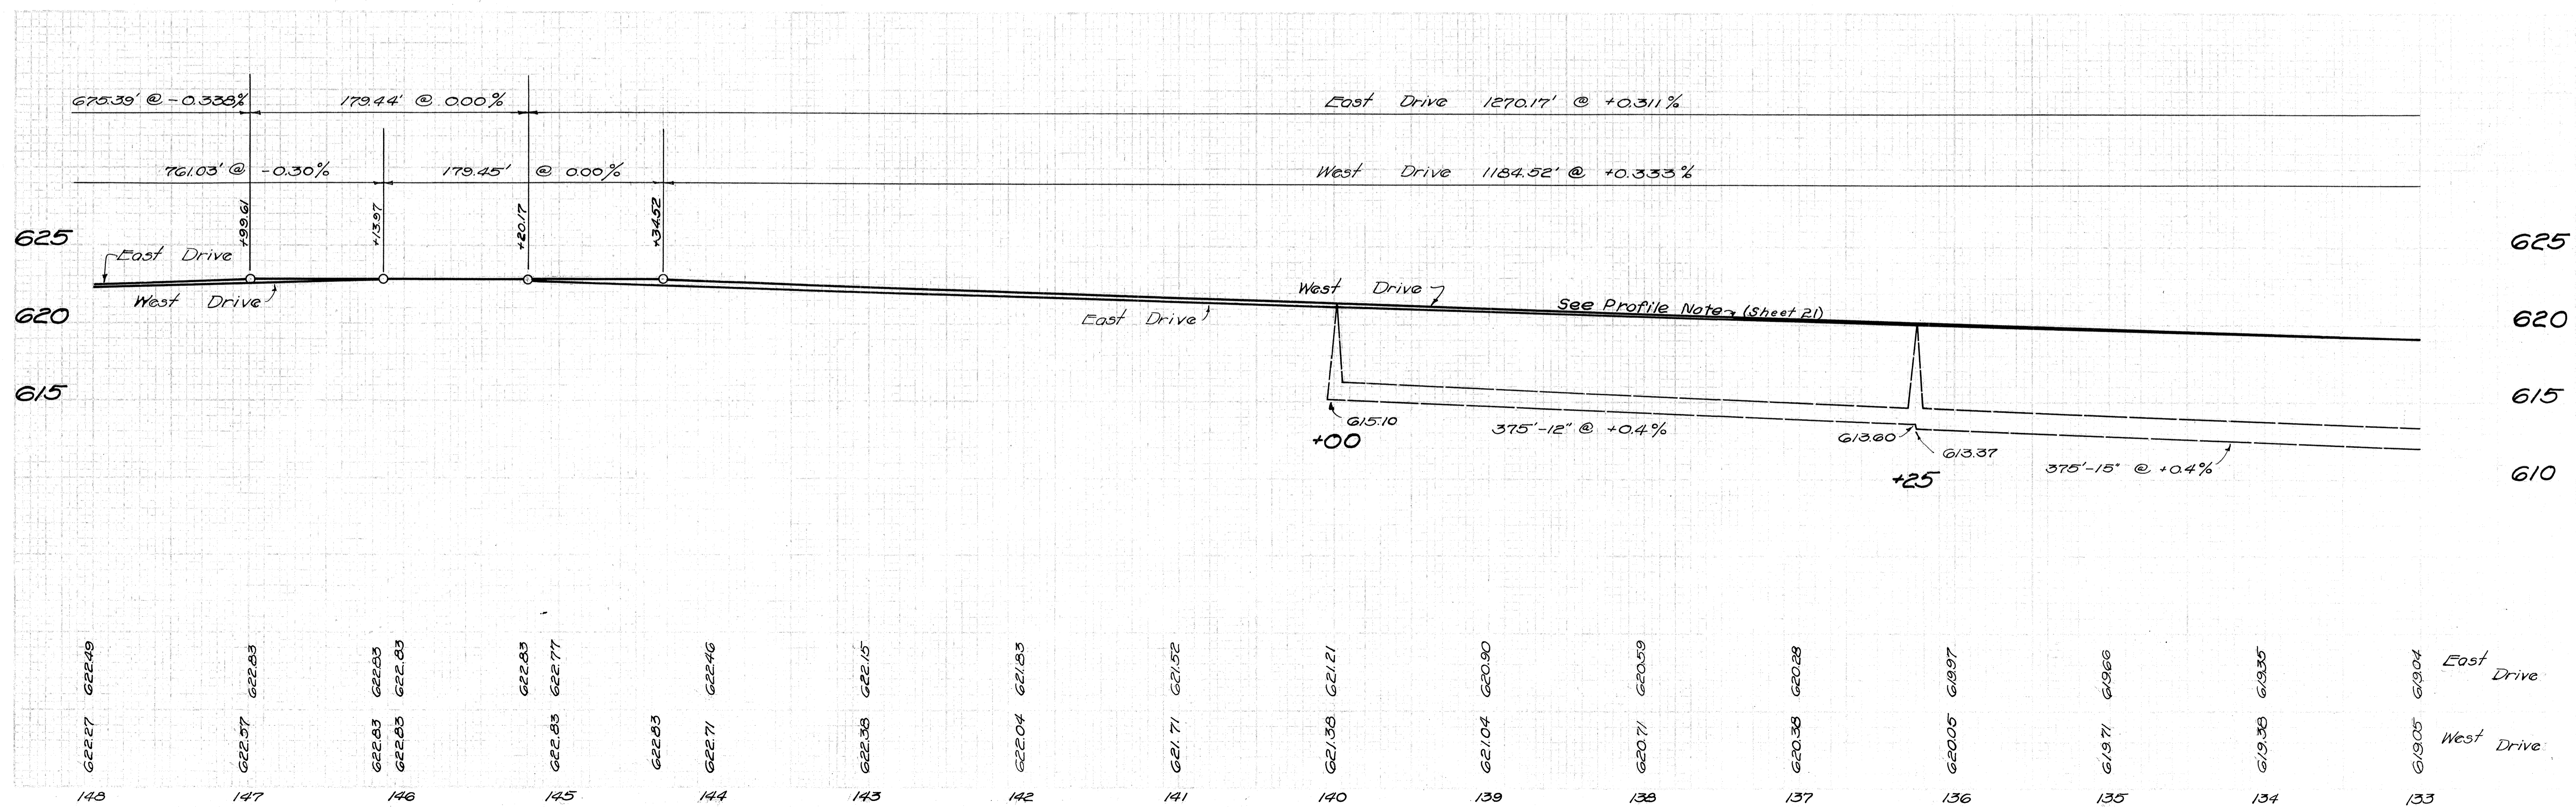 675.39' @ -0.338%
179.44' @ 0.00%
East Drive 1270.17' @ +0.311%
761.03' @ -0.30%
179.45' @ 0.00%
West Drive 1184.52' @ +0.333%
+99.61
+13.97
+20.17
+34.52
625
625
East Drive
West Drive
West Drive
East Drive
See Profile Note (Sheet 21)
620
620
615
615
615.10
+00
375'-12" @ +0.4%
613.60
613.37
+25
375'-15" @ +0.4%
610
622.49 622.83 622.83 622.83 622.83 622.77 622.46 622.15 621.83 621.52 621.21 620.90 620.59 620.28 619.97 619.66 619.35 619.04 East Drive
622.27 622.57 622.83 622.83 622.83 622.83 622.71 622.38 622.04 621.71 621.38 621.04 620.71 620.38 620.05 619.71 619.38 619.05 West Drive
148 147 146 145 144 143 142 141 140 139 138 137 136 135 134 133